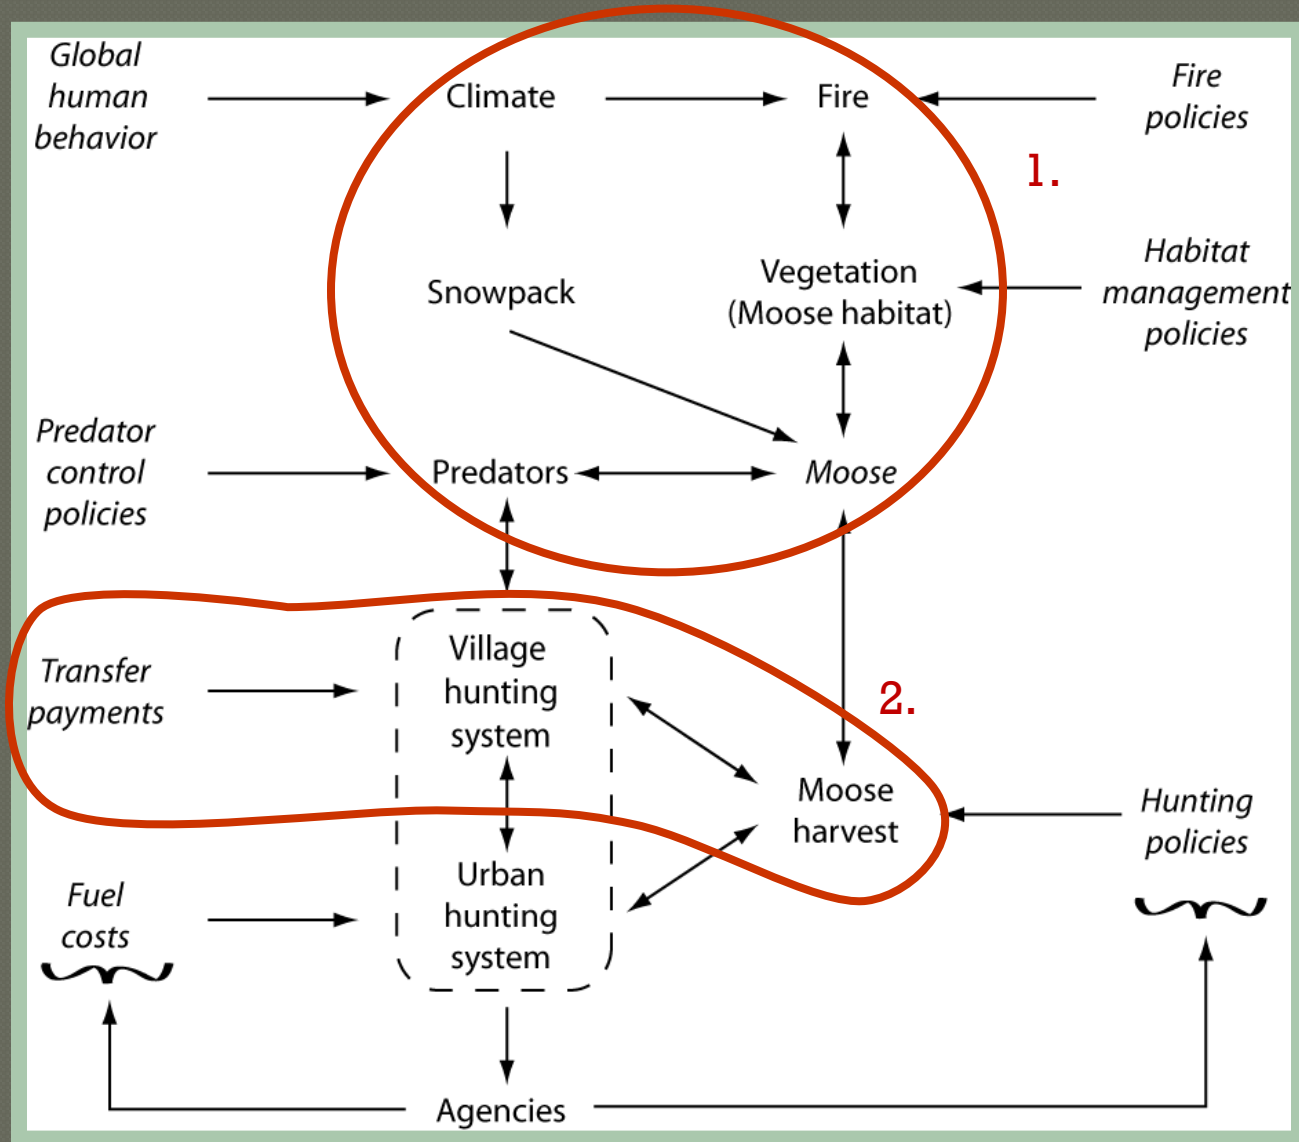 Global
human
behavior
Climate
Fire
Fire
policies
1.
Snowpack
Vegetation
(Moose habitat)
Habitat
management
policies
Predator
control
policies
Predators
Moose
Transfer
payments
Village
hunting
system
2.
Moose
harvest
Hunting
policies
Fuel
costs
Urban
hunting
system
Agencies